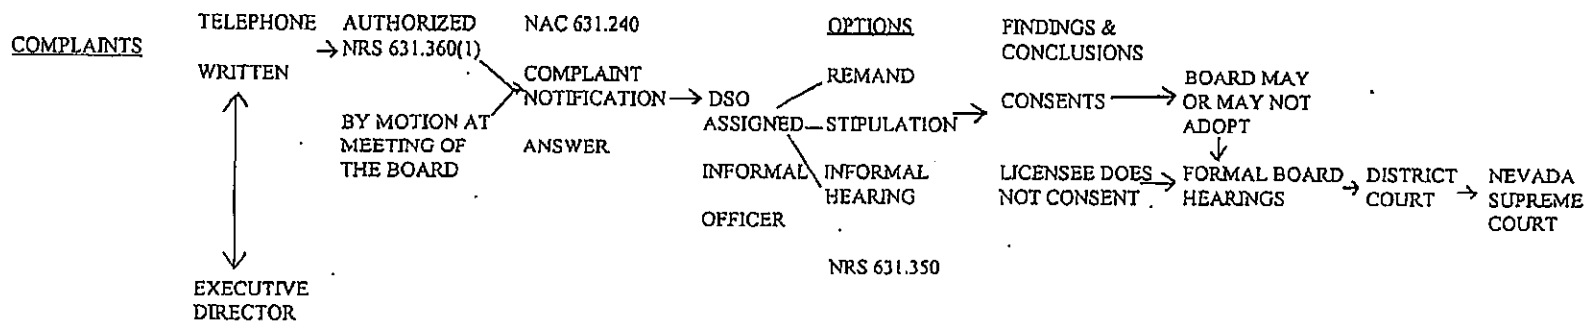 COMPLAINTS
TELEPHONE
WRITTEN
EXECUTIVE
DIRECTOR
AUTHORIZED
NRS 631.360(1)
BY MOTION AT
MEETING OF
THE BOARD
NAC 631.240
COMPLAINT
NOTIFICATION
ANSWER
DSO
ASSIGNED
INFORMAL
OFFICER
OPTIONS
REMAND
STIPULATION
INFORMAL
HEARING
NRS 631.350
FINDINGS &
CONCLUSIONS
CONSENTS
LICENSEE DOES
NOT CONSENT
BOARD MAY
OR MAY NOT
ADOPT
FORMAL BOARD
HEARINGS
DISTRICT
COURT
NEVADA
SUPREME
COURT